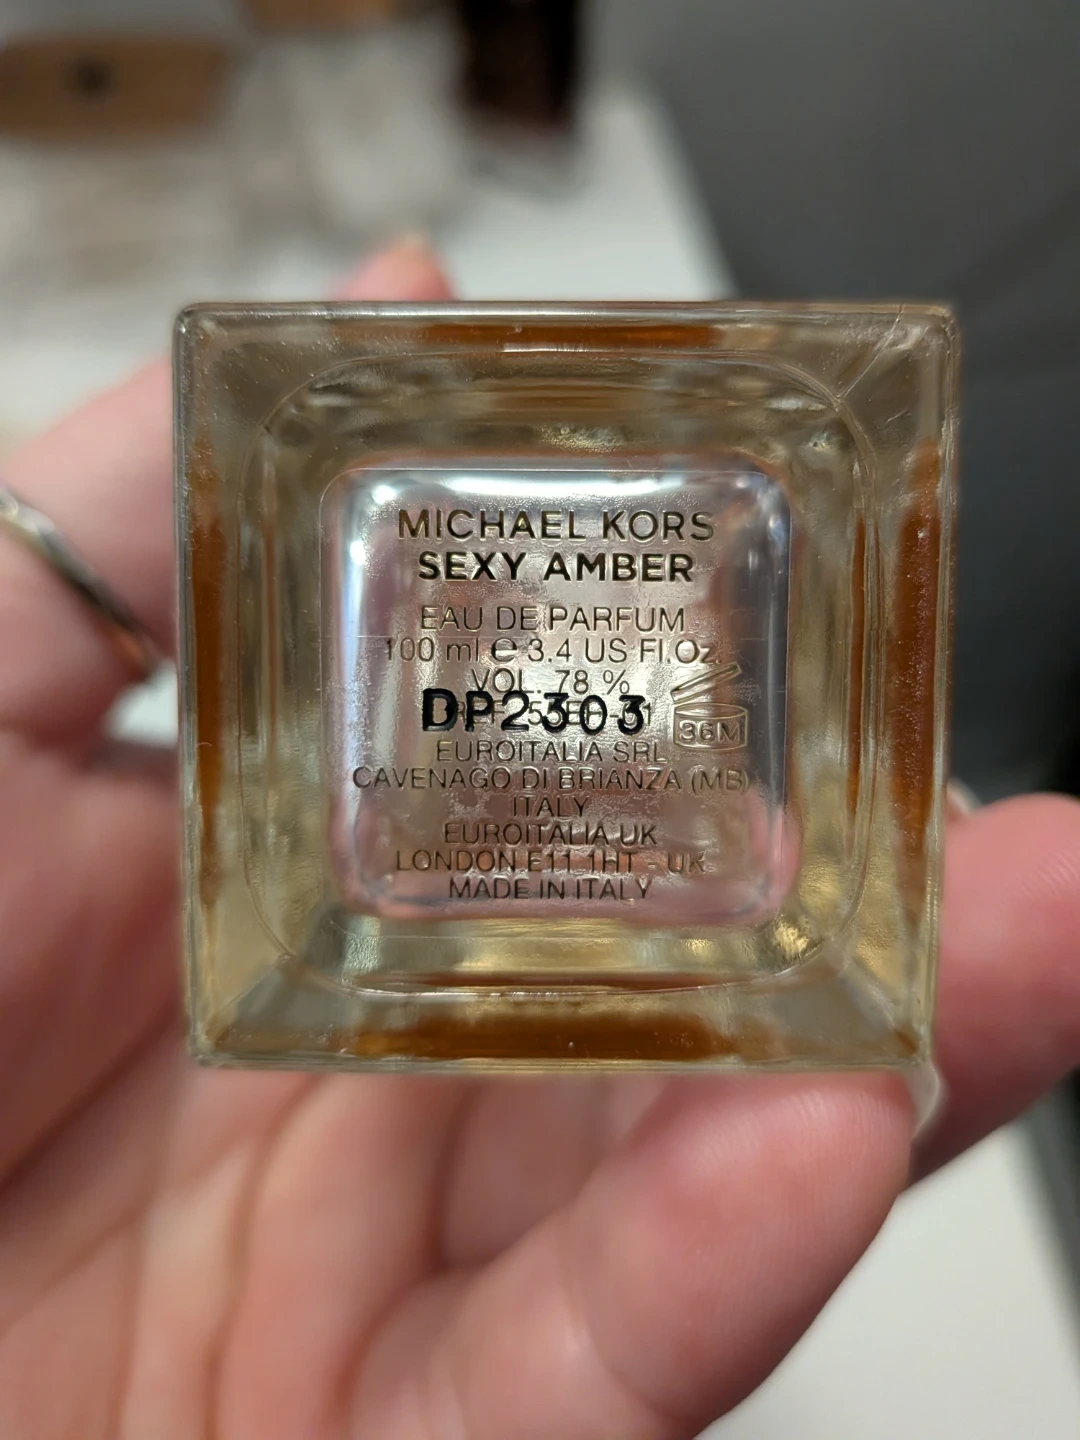 MICHAEL KORS
SEXY AMBER
EAU DE PARFUM
100 ml e 3.4 US Fl.Oz.
VOL. 78 %
DP2303
36M
EUROITALIA SRL
CAVENAGO DI BRIANZA (MB)
ITALY
EUROITALIA UK
LONDON E11 1HT - UK
MADE IN ITALY